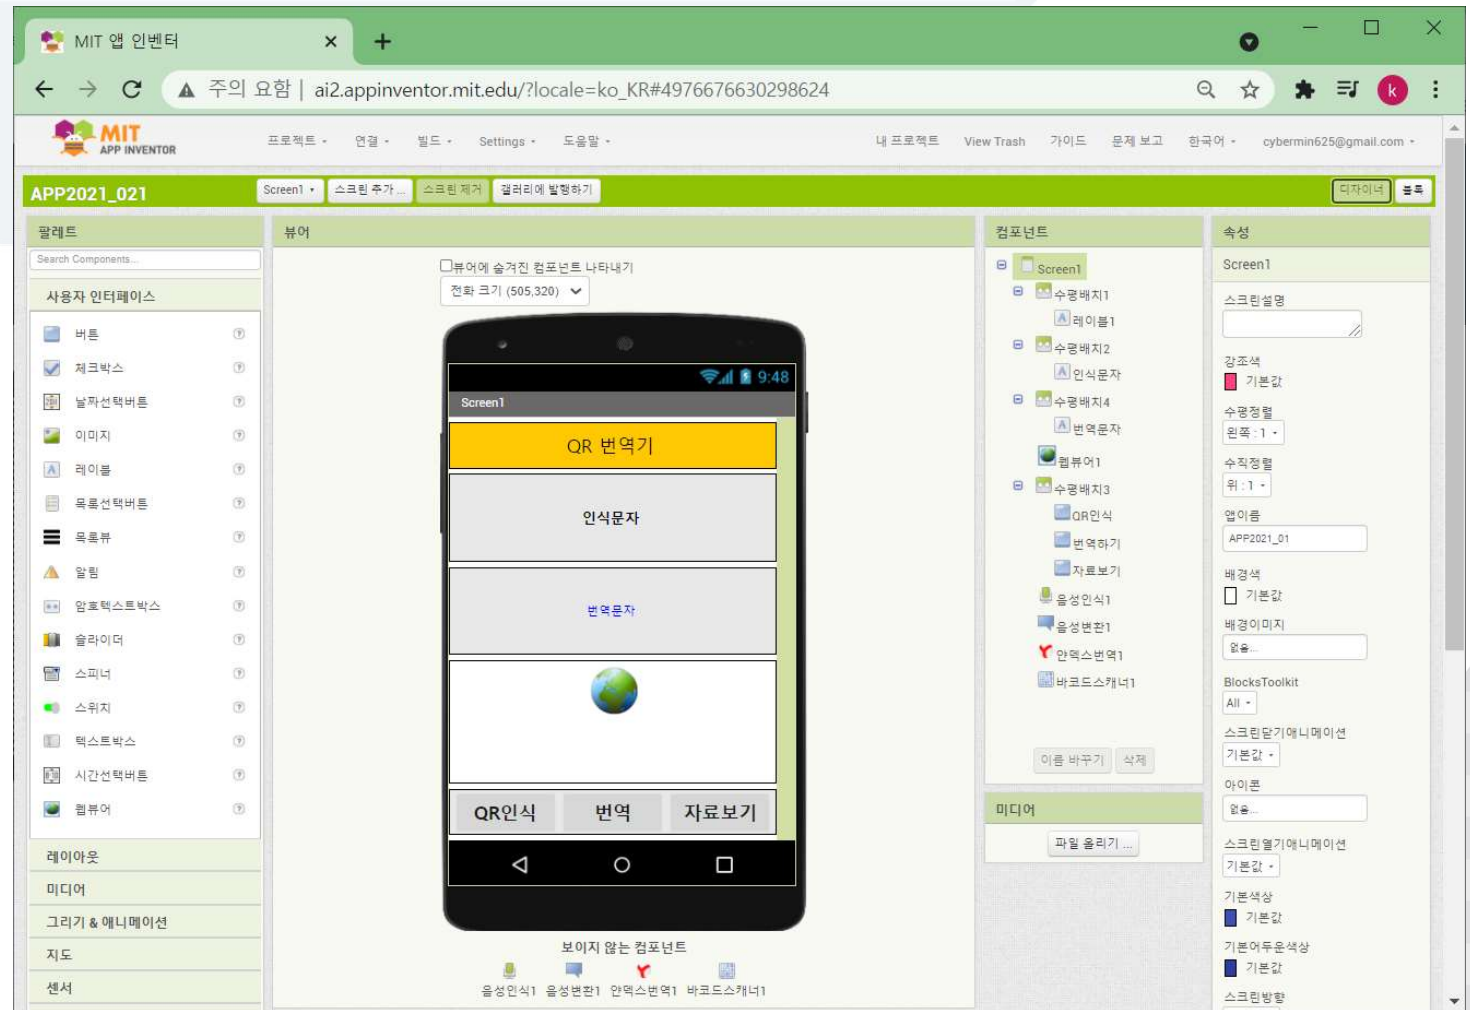 MIT 앱 인벤터
주의 요함 | ai2.appinventor.mit.edu/?locale=ko_KR#4976676630298624
k
MIT
APP INVENTOR
프로젝트 연결 빌드 Settings 도움말 내 프로젝트 View Trash 가이드 문제 보고 한국어 cybermin625@gmail.com
APP2021_021 Screen1 스크린 추가 ... 스크린 제거 갤러리에 발행하기 디자이너 블록
팔레트
Search Components...
사용자 인터페이스
버튼
체크박스
날짜선택버튼
이미지
레이블
목록선택버튼
목록뷰
알림
암호텍스트박스
슬라이더
스피너
스위치
텍스트박스
시간선택버튼
웹뷰어
레이아웃
미디어
그리기 & 애니메이션
지도
센서
뷰어
뷰어에 숨겨진 컴포넌트 나타내기
전화 크기 (505,320)
9:48
Screen1
QR 번역기
인식문자
번역문자
QR인식 번역 자료보기
보이지 않는 컴포넌트
음성인식1 음성변환1 얀덱스번역1 바코드스캐너1
컴포넌트
Screen1
수평배치1
레이블1
수평배치2
인식문자
수평배치4
번역문자
웹뷰어1
수평배치3
QR인식
번역하기
자료보기
음성인식1
음성변환1
얀덱스번역1
바코드스캐너1
이름 바꾸기 삭제
미디어
파일 올리기 ...
속성
Screen1
스크린설명
강조색
기본값
수평정렬
왼쪽 : 1
수직정렬
위 : 1
앱이름
APP2021_01
배경색
기본값
배경이미지
없음...
BlocksToolkit
All
스크린닫기애니메이션
기본값
아이콘
없음...
스크린열기애니메이션
기본값
기본색상
기본값
기본어두운색상
기본값
스크린방향